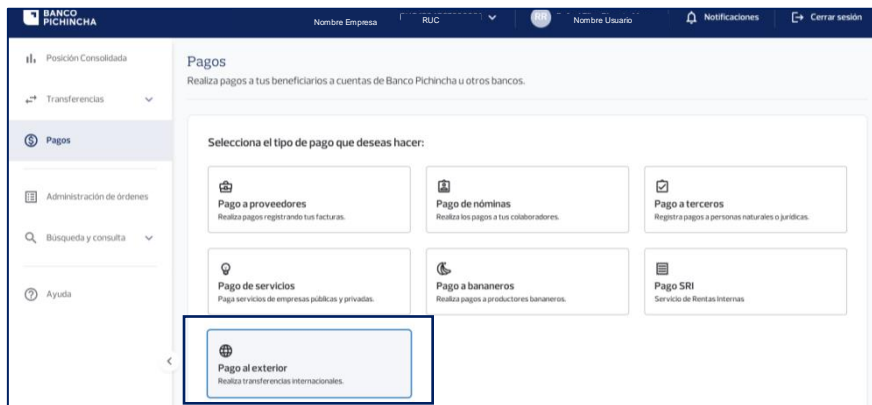 BANCO
PICHINCHA
Nombre Empresa
RUC
RR
Nombre Usuario
Notificaciones
Cerrar sesión
Posición Consolidada
Transferencias
Pagos
Administración de órdenes
Búsqueda y consulta
Ayuda
Pagos
Realiza pagos a tus beneficiarios a cuentas de Banco Pichincha u otros bancos.
Selecciona el tipo de pago que deseas hacer:
Pago a proveedores
Realiza pagos registrando tus facturas.
Pago de nóminas
Realiza los pagos a tus colaboradores.
Pago a terceros
Registra pagos a personas naturales o jurídicas.
Pago de servicios
Paga servicios de empresas públicas y privadas.
Pago a bananeros
Realiza pagos a productores bananeros.
Pago SRI
Servicio de Rentas Internas
Pago al exterior
Realiza transferencias internacionales.